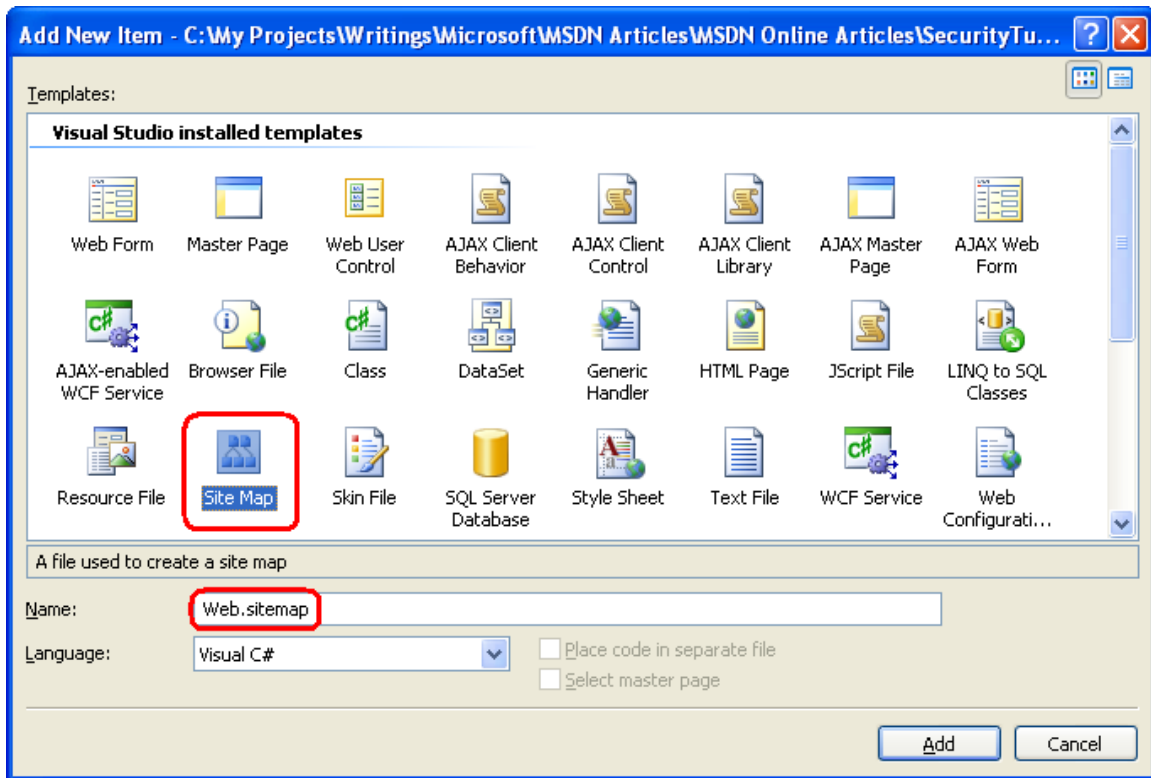 Add New Item - C:\My Projects\Writings\Microsoft\MSDN Articles\MSDN Online Articles\SecurityTu...
Templates:
Visual Studio installed templates
Web Form
Master Page
Web User
Control
AJAX Client
Behavior
AJAX Client
Control
AJAX Client
Library
AJAX Master
Page
AJAX Web
Form
AJAX-enabled
WCF Service
Browser File
Class
DataSet
Generic
Handler
HTML Page
JScript File
LINQ to SQL
Classes
Resource File
Site Map
Skin File
SQL Server
Database
Style Sheet
Text File
WCF Service
Web
Configurati...
A file used to create a site map
Name:
Web.sitemap
Language:
Visual C#
Place code in separate file
Select master page
Add
Cancel